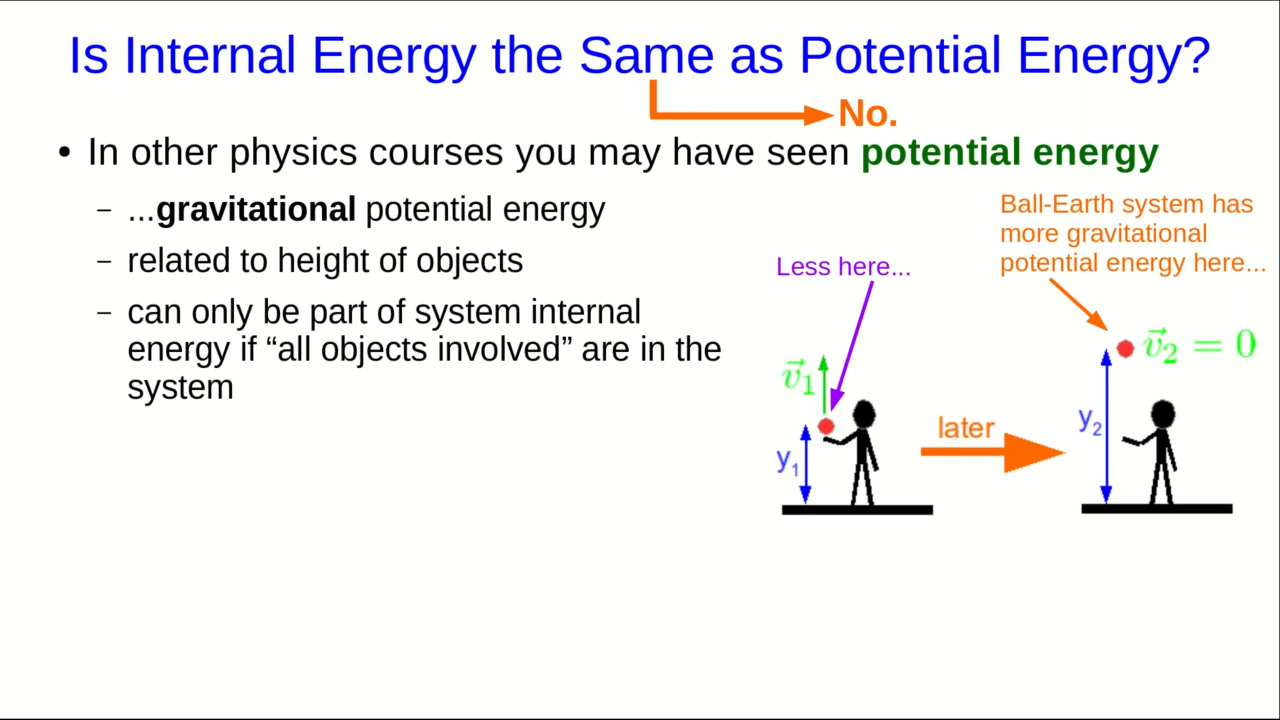 Is Internal Energy the Same as Potential Energy?
No.
• In other physics courses you may have seen potential energy
– ...gravitational potential energy
– related to height of objects
– can only be part of system internal
energy if “all objects involved” are in the
system
Ball-Earth system has
more gravitational
potential energy here...
Less here...
v⃗₁
y₁
later
v⃗₂ = 0
y₂